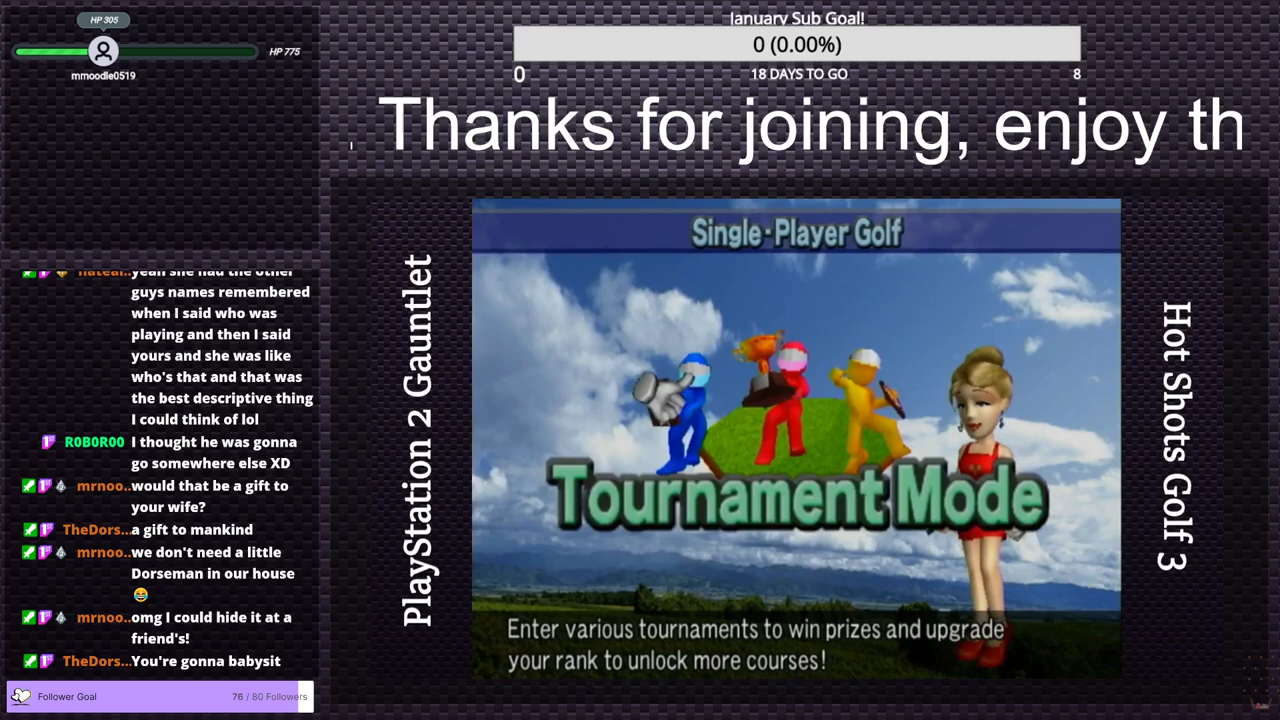 HP 305
HP 775
mmoodle0519
January Sub Goal!
0 (0.00%)
0
18 DAYS TO GO
8
Thanks for joining, enjoy th
PlayStation 2 Gauntlet
Single-Player Golf
Tournament Mode
Enter various tournaments to win prizes and upgrade
your rank to unlock more courses!
Hot Shots Golf 3
yeah she had the other
guys names remembered
when I said who was
playing and then I said
yours and she was like
who's that and that was
the best descriptive thing
I could think of lol
R0B0R00 I thought he was gonna
go somewhere else XD
mrnoo.. would that be a gift to
your wife?
TheDors... a gift to mankind
mrnoo.. we don't need a little
Dorseman in our house
😂
mrnoo.. omg I could hide it at a
friend's!
TheDors... You're gonna babysit
Follower Goal
76 / 80 Followers